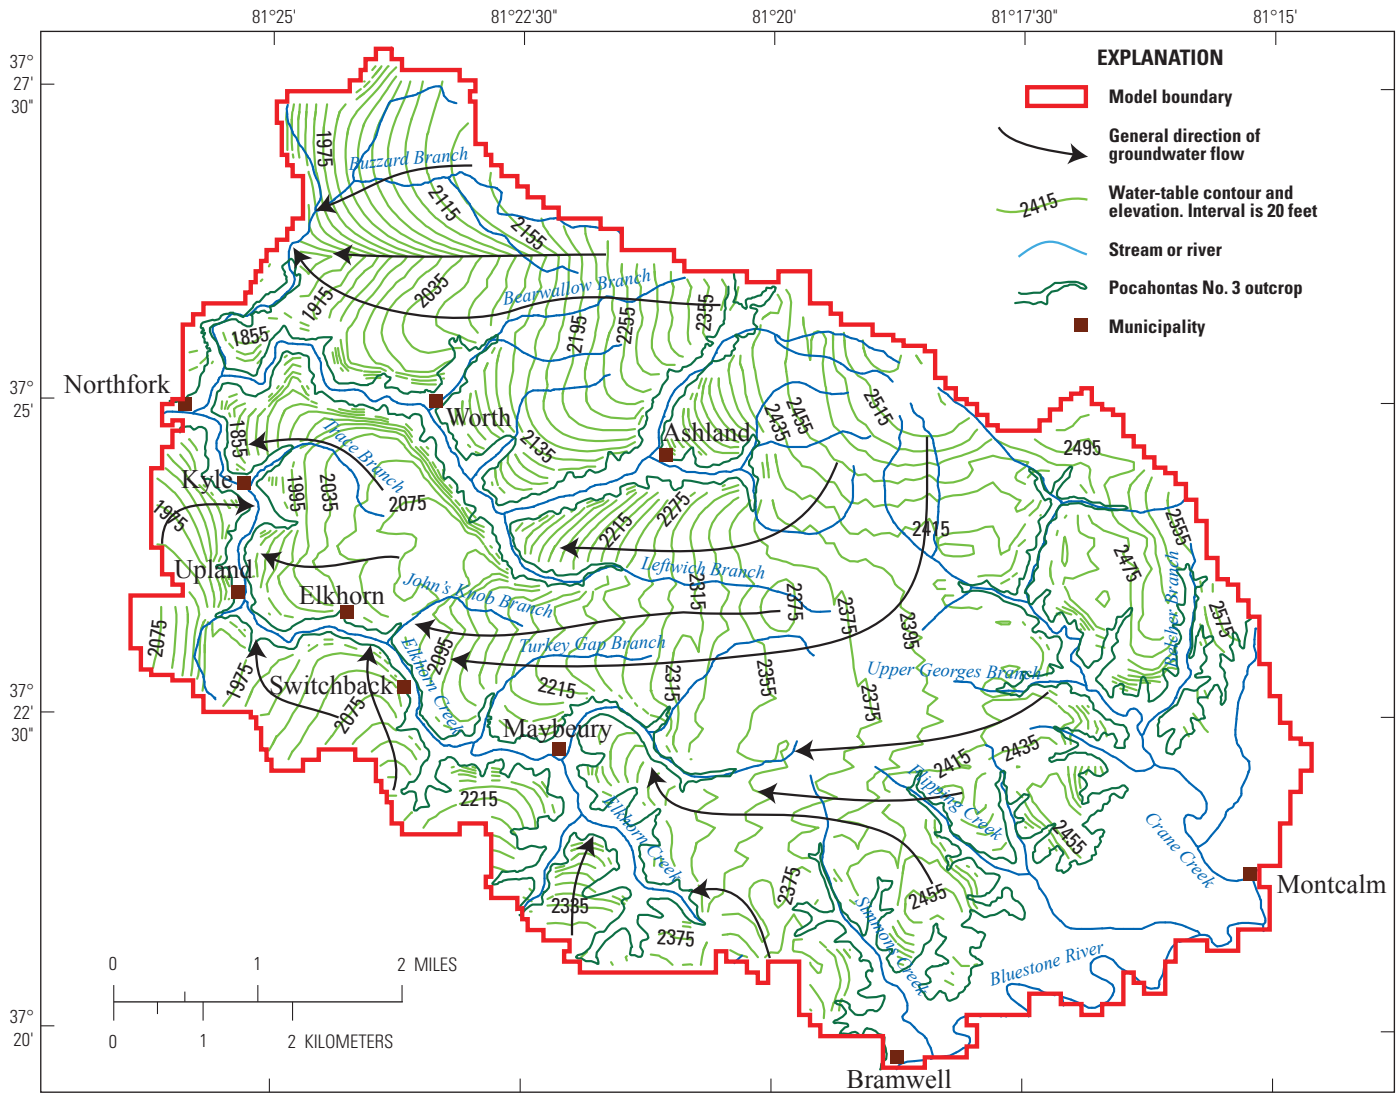 81°25'
81°22'30"
81°20'
81°17'30"
81°15'
37°
27'
30"
EXPLANATION
Model boundary
General direction of
groundwater flow
2415
Water-table contour and
elevation. Interval is 20 feet
Stream or river
Pocahontas No. 3 outcrop
Municipality
1975
Buzzard Branch
2115
2155
2035
Bearwallow Branch
1915
2195
2255
2355
1855
37°
25'
Northfork
Worth
2135
Ashland
2435
2455
2515
2495
1855
Trace Branch
Kyle
1895
2035
2075
1975
2215
2275
2415
2555
2475
Upland
Elkhorn
John's Knob Branch
Leftwich Branch
2315
2375
2375
2395
Belcher Branch
2575
2075
Elkhorn Creek
2095
Turkey Gap Branch
Upper Georges Branch
37°
22'
30"
1975
Switchback
2075
2215
2315
2355
2375
Maybeury
2415
2435
Flipping Creek
2215
Elkhorn Creek
2455
Crane Creek
Montcalm
2335
2375
2375
2455
Simmons Creek
Bluestone River
0 1 2 MILES
0 1 2 KILOMETERS
37°
20'
Bramwell